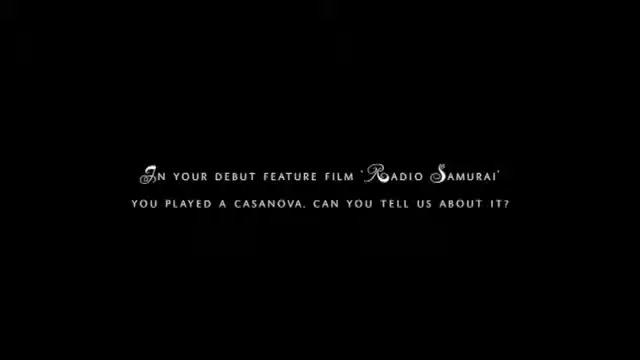 In your debut feature film 'Radio Samurai'
you played a casanova. can you tell us about it?